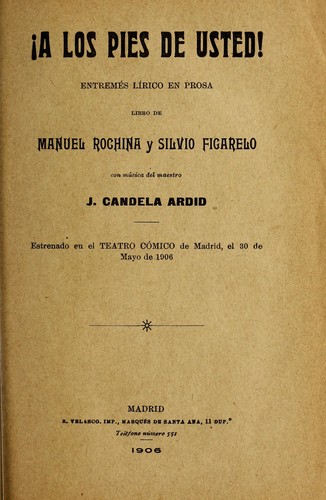 ¡A LOS PIES DE USTED!
ENTREMÉS LÍRICO EN PROSA
LIBRO DE
MANUEL ROCHINA y SILVIO FIGARELO
con música del maestro
J. CANDELA ARDID
Estrenado en el TEATRO CÓMICO de Madrid, el 30 de
Mayo de 1906
MADRID
R. VELASCO, IMP., MARQUÉS DE SANTA ANA, 11 DUP.º
Teléfono número 551
1906